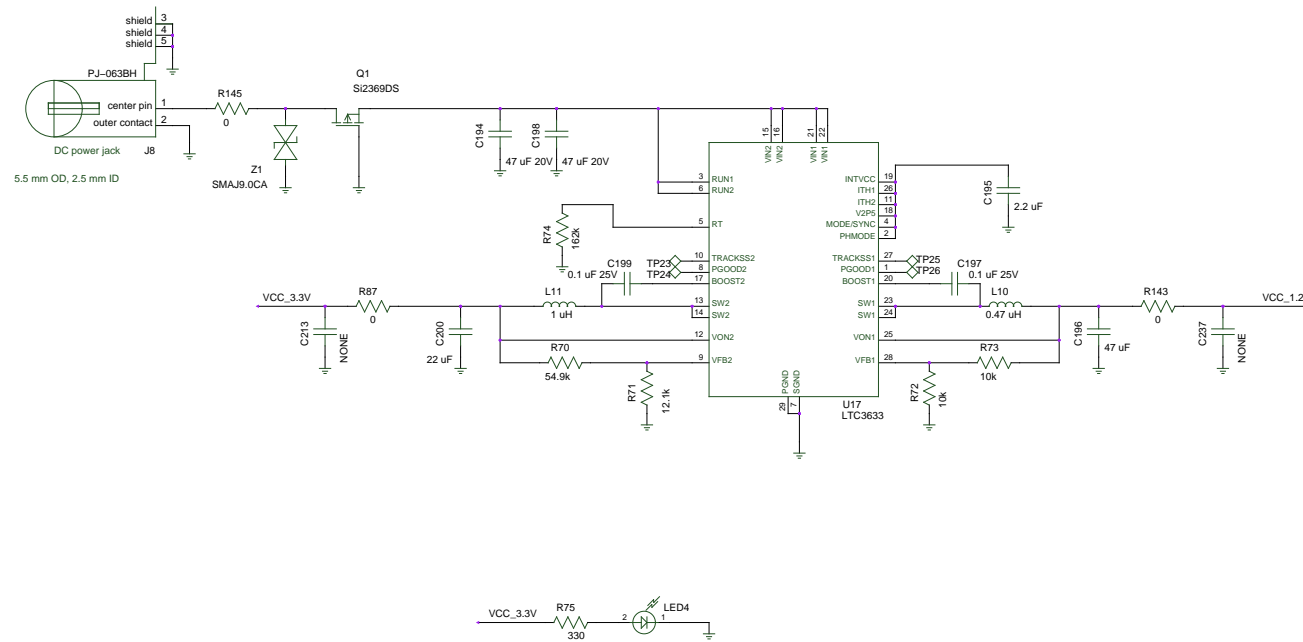 shield 3
shield 4
shield 5
PJ–063BH
center pin 1
outer contact 2
DC power jack J8
5.5 mm OD, 2.5 mm ID
R145
0
Z1
SMAJ9.0CA
Q1
Si2369DS
C194
47 uF 20V
C198
47 uF 20V
15 16 21 22
VIN2 VIN2 VIN1 VIN1
3 RUN1
6 RUN2
5 RT
R74
162k
TP23 10 TRACKSS2
TP24 8 PGOOD2
17 BOOST2
13 SW2
14 SW2
12 VON2
9 VFB2
INTVCC 19
ITH1 26
ITH2 11
V2P5 18
MODE/SYNC 4
PHMODE 2
TRACKSS1 27 TP25
PGOOD1 1 TP26
BOOST1 20
SW1 23
SW1 24
VON1 25
VFB1 28
PGND SGND
29 7
U17
LTC3633
C195
2.2 uF
C199
0.1 uF 25V
C197
0.1 uF 25V
VCC_3.3V
R87
0
C213
NONE
C200
22 uF
L11
1 uH
R70
54.9k
R71
12.1k
L10
0.47 uH
R73
10k
R72
10k
C196
47 uF
R143
0
C237
NONE
VCC_1.2
VCC_3.3V
R75
330
2 1
LED4